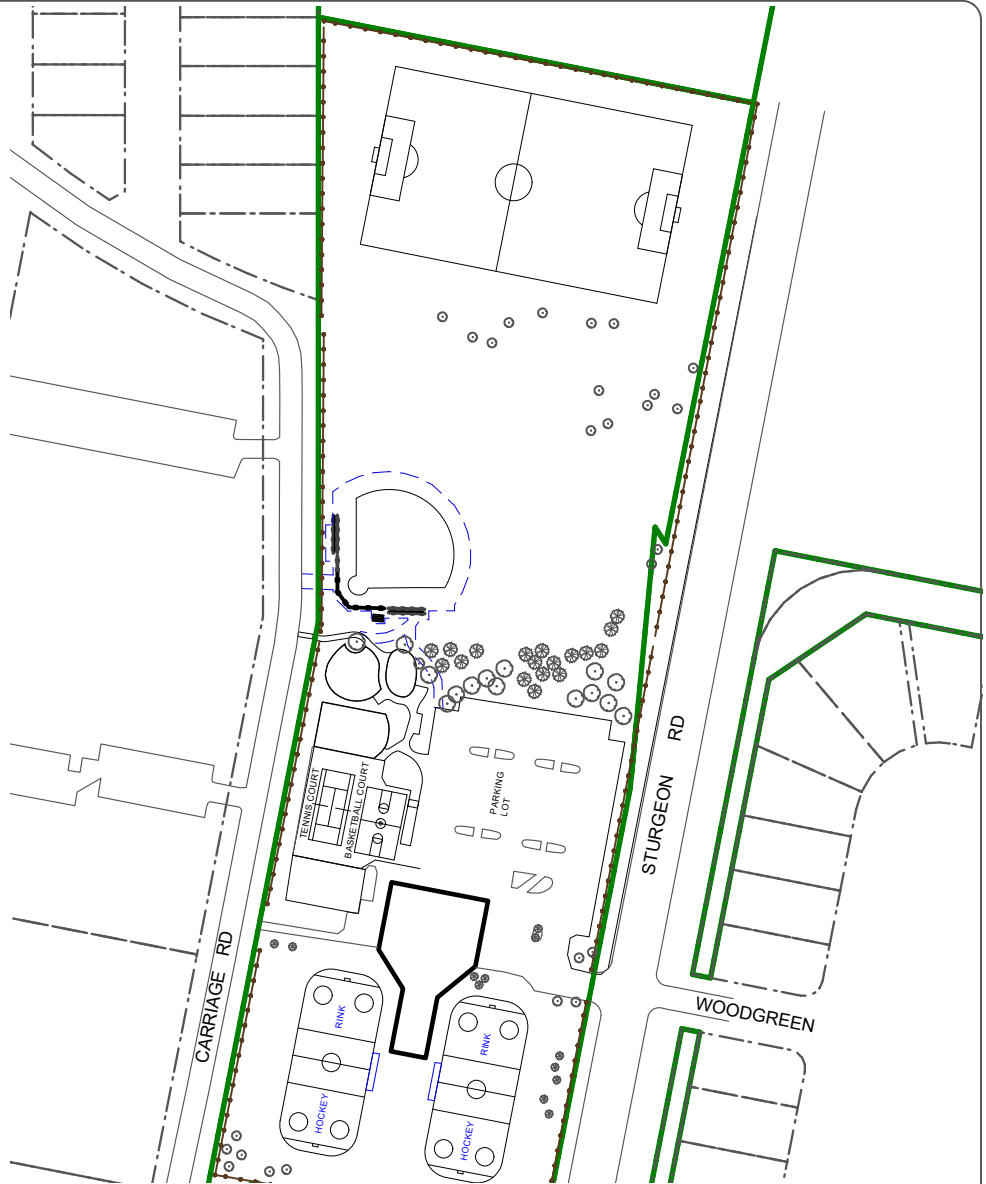 STURGEON RD
PARKING
LOT
TENNIS COURT
BASKETBALL COURT
CARRIAGE RD
WOODGREEN
RINK
HOCKEY
RINK
HOCKEY